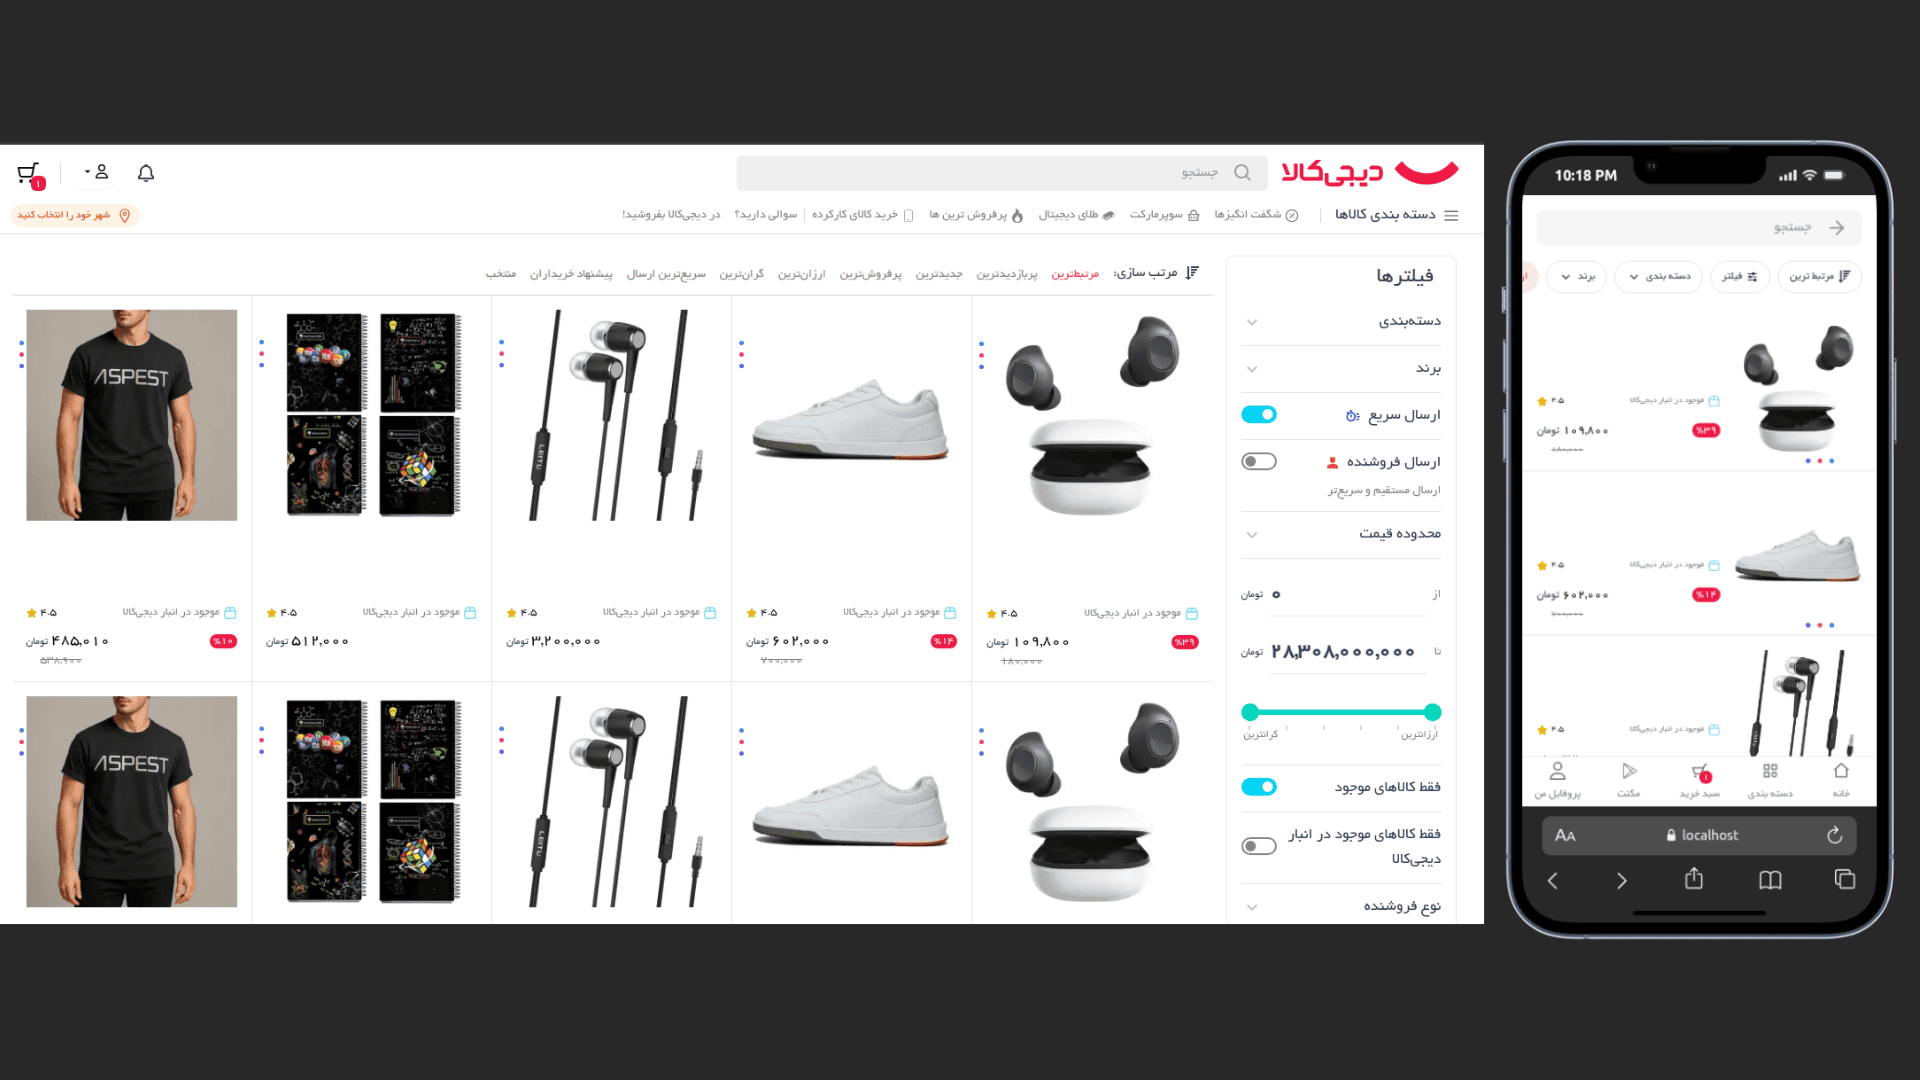 دیجی‌کالا
جستجو
۱
دسته بندی کالاها
شگفت انگیزها
سوپرمارکت
طلای دیجیتال
پرفروش ترین ها
خرید کالای کارکرده
سوالی دارید؟
در دیجی‌کالا بفروشید!
شهر خود را انتخاب کنید
فیلترها
دسته‌بندی
برند
ارسال سریع
ارسال فروشنده
ارسال مستقیم و سریع‌تر
محدوده قیمت
از ۰ تومان
تا ۲۸,۳۰۸,۰۰۰,۰۰۰ تومان
ارزانترین گرانترین
فقط کالاهای موجود
فقط کالاهای موجود در انبار
دیجی‌کالا
نوع فروشنده
مرتب سازی: مرتبط‌ترین پربازدیدترین جدیدترین پرفروش‌ترین ارزان‌ترین گران‌ترین سریع‌ترین ارسال پیشنهاد خریداران منتخب
موجود در انبار دیجی‌کالا ۴.۵
%۳۹ ۱۰۹,۸۰۰ تومان
۱۸۰,۰۰۰
موجود در انبار دیجی‌کالا ۴.۵
%۱۴ ۶۰۲,۰۰۰ تومان
۷۰۰,۰۰۰
LEITU
موجود در انبار دیجی‌کالا ۴.۵
۳,۲۰۰,۰۰۰ تومان
موجود در انبار دیجی‌کالا ۴.۵
۵۱۲,۰۰۰ تومان
ASPEST
موجود در انبار دیجی‌کالا ۴.۵
%۱۰ ۴۸۵,۰۱۰ تومان
۵۳۸,۹۰۰
LEITU
ASPEST
10:18 PM
جستجو
مرتبط ترین
فیلتر
دسته بندی
برند
موجود در انبار دیجی‌کالا ۴.۵
%۳۹ ۱۰۹,۸۰۰ تومان
۱۸۰,۰۰۰
موجود در انبار دیجی‌کالا ۴.۵
%۱۴ ۶۰۲,۰۰۰ تومان
۷۰۰,۰۰۰
موجود در انبار دیجی‌کالا ۴.۵
خانه
دسته بندی
۱
سبد خرید
مگنت
پروفایل من
AA localhost